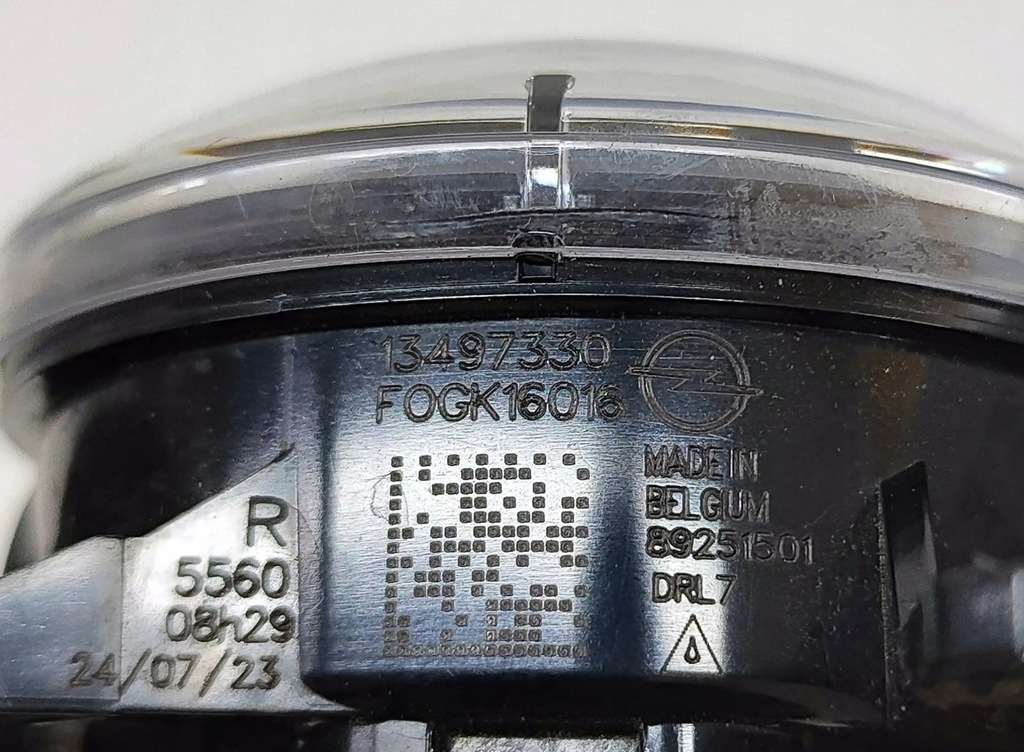 13497330
FOGK16016
MADE IN
BELGIUM
89251501
DRL7
R
5560
08h29
24/07/23